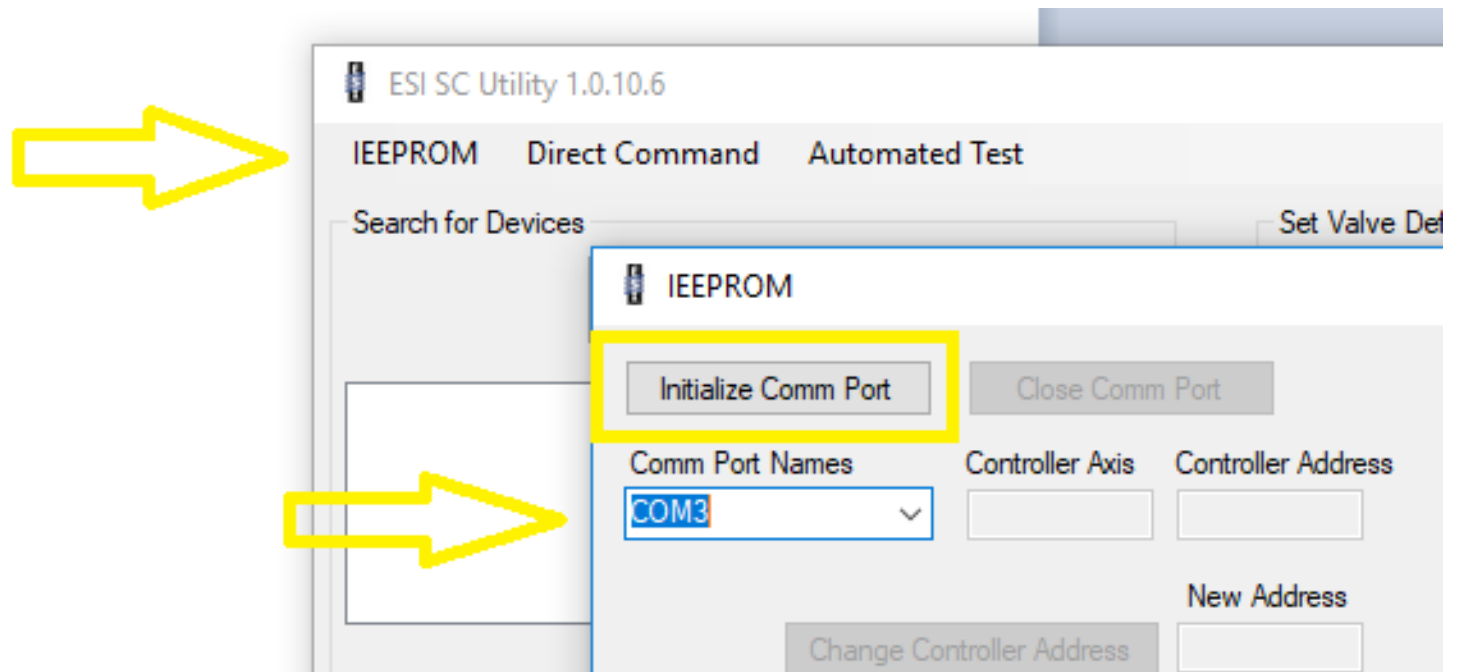 ESI SC Utility 1.0.10.6
IEEPROM Direct Command Automated Test
Search for Devices Set Valve Def
IEEPROM
Initialize Comm Port Close Comm Port
Comm Port Names Controller Axis Controller Address
COM3
New Address
Change Controller Address